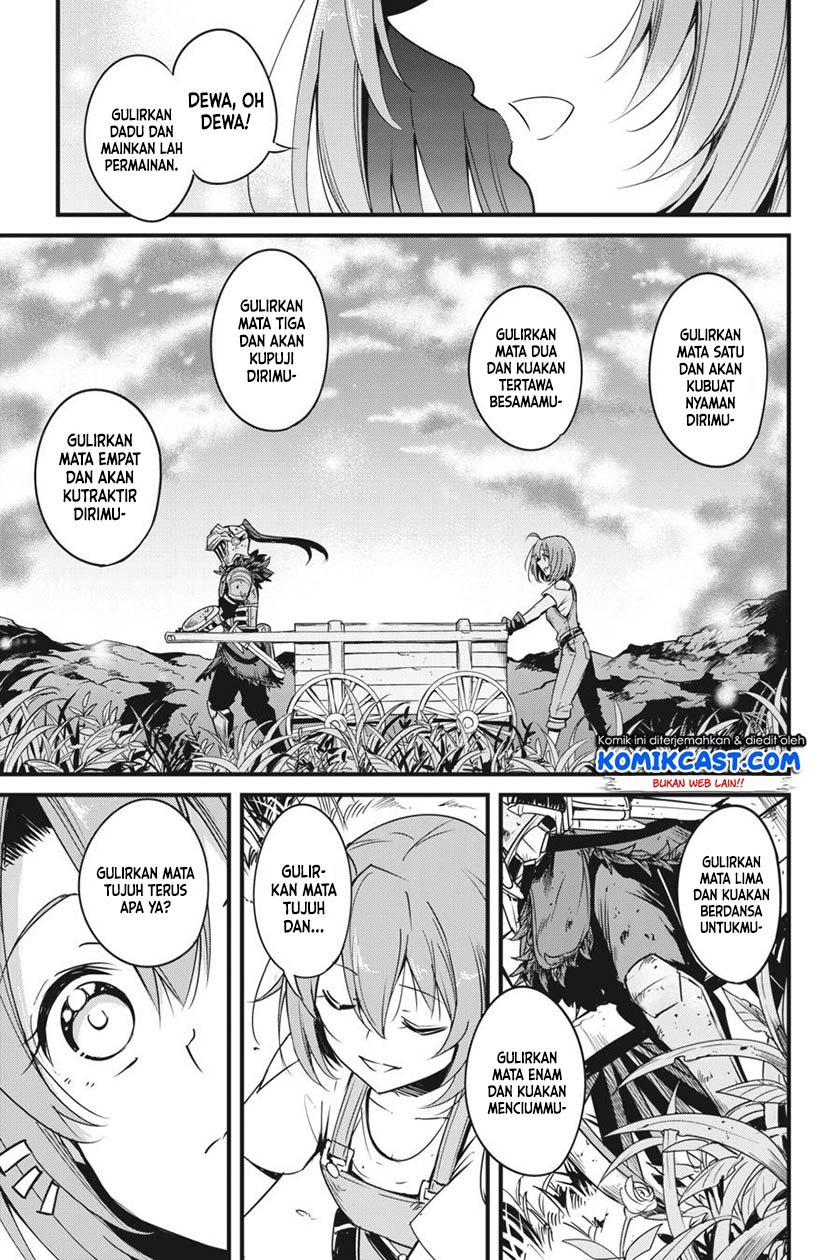 DEWA, OH
DEWA!
GULIRKAN
DADU DAN
MAINKAN LAH
PERMAINAN.
GULIRKAN
MATA SATU
DAN AKAN
KUBUAT
NYAMAN
DIRIMU-
GULIRKAN
MATA DUA
DAN KUAKAN
TERTAWA
BESAMAMU-
GULIRKAN
MATA TIGA
DAN AKAN
KUPUJI
DIRIMU-
GULIRKAN
MATA EMPAT
DAN AKAN
KUTRAKTIR
DIRIMU-
Komik ini diterjemahkan & diedit oleh
KOMIKCAST.COM
BUKAN WEB LAIN!!
GULIRKAN
MATA LIMA
DAN KUAKAN
BERDANSA
UNTUKMU-
GULIRKAN
MATA ENAM
DAN KUAKAN
MENCIUMMU-
GULIR-
KAN MATA
TUJUH
DAN...
GULIRKAN MATA
TUJUH TERUS
APA YA?